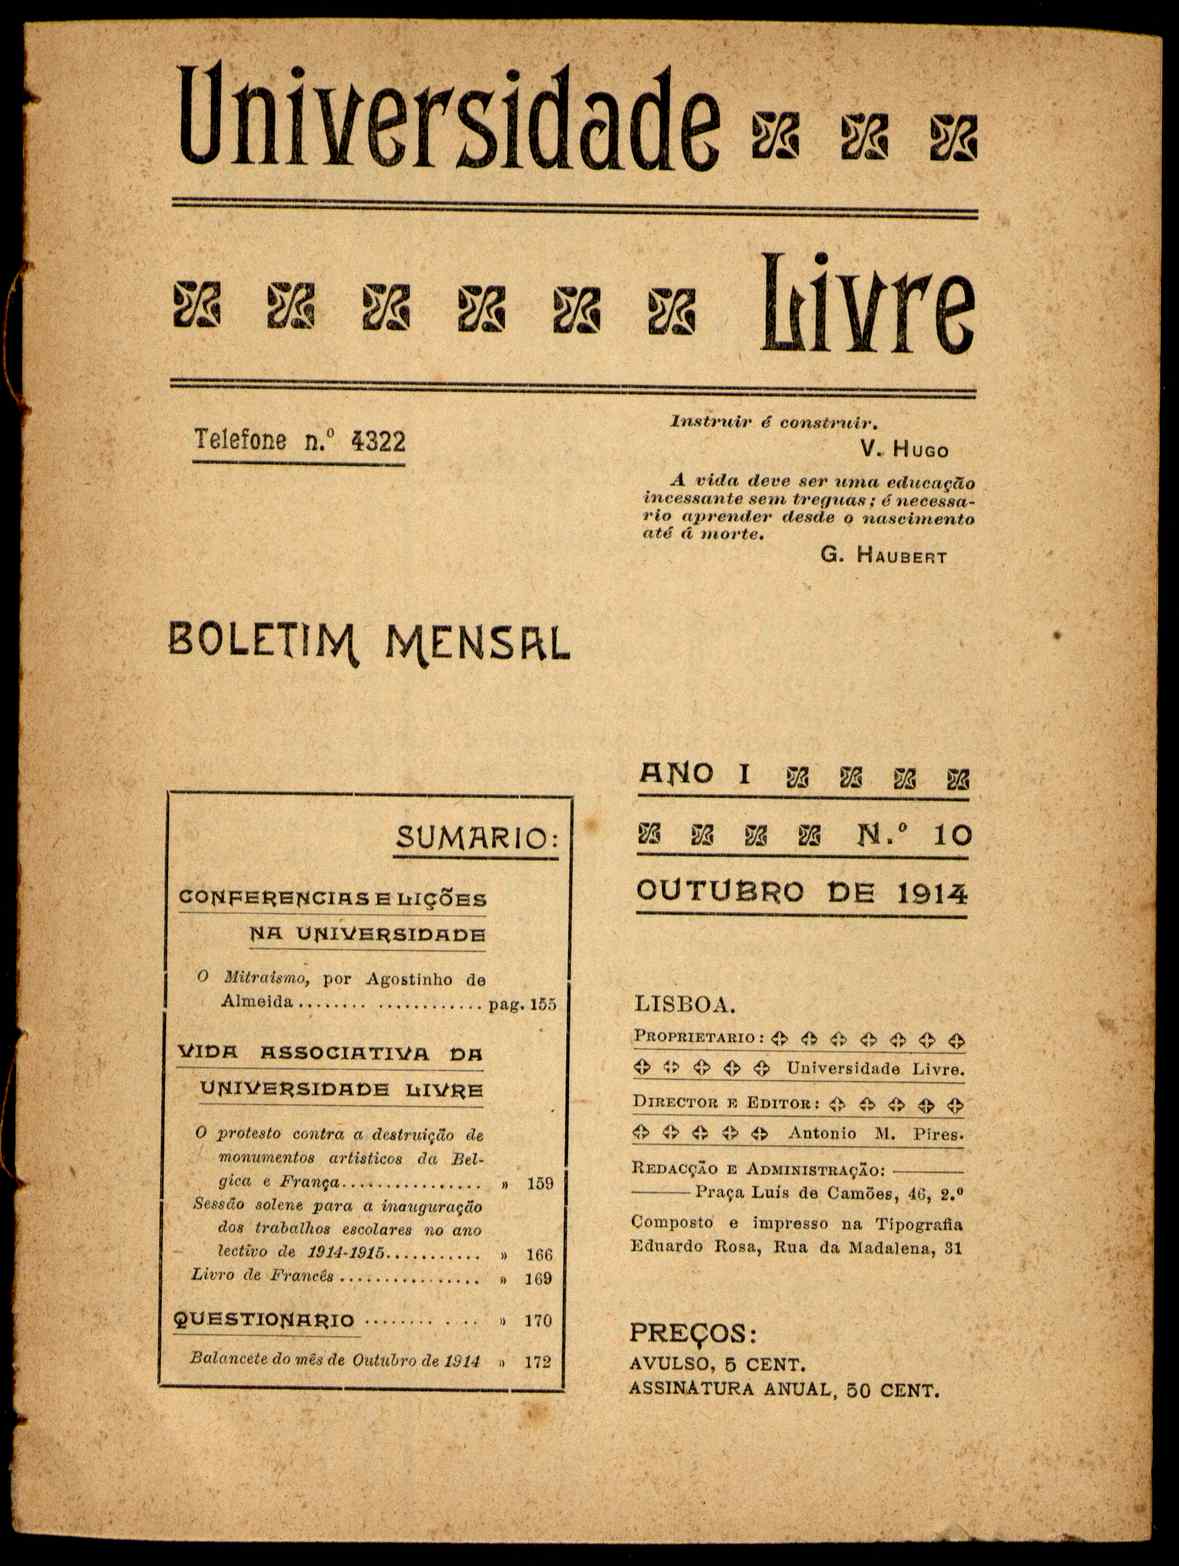 Universidade
Livre
Telefone n.º 4322
Instruir é construir.
V. HUGO
A vida deve ser uma educação
incessante sem treguas; é necessa-
rio aprender desde o nascimento
até á morte.
G. HAUBERT
BOLETIM MENSAL
ANO I
N.º 10
OUTUBRO DE 1914
SUMARIO:
CONFERENCIAS E LIÇÕES
NA UNIVERSIDADE
O Mitraismo, por Agostinho de
Almeida ........ ............ pag. 155
VIDA ASSOCIATIVA DA
UNIVERSIDADE LIVRE
O protesto contra a destruição de
monumentos artisticos da Bel-
gica e França................ » 159
Sessão solene para a inauguração
dos trabalhos escolares no ano
lectivo de 1914-1915........... » 166
Livro de Francês ................ » 169
QUESTIONARIO ........ . .. » 170
Balancete do mês de Outubro de 1914 » 172
LISBOA.
PROPRIETARIO:
Universidade Livre.
DIRECTOR E EDITOR:
Antonio M. Pires.
REDACÇÃO E ADMINISTRAÇÃO:
Praça Luís de Camões, 46, 2.º
Composto e impresso na Tipografia
Eduardo Rosa, Rua da Madalena, 31
PREÇOS:
AVULSO, 5 CENT.
ASSINATURA ANUAL, 50 CENT.